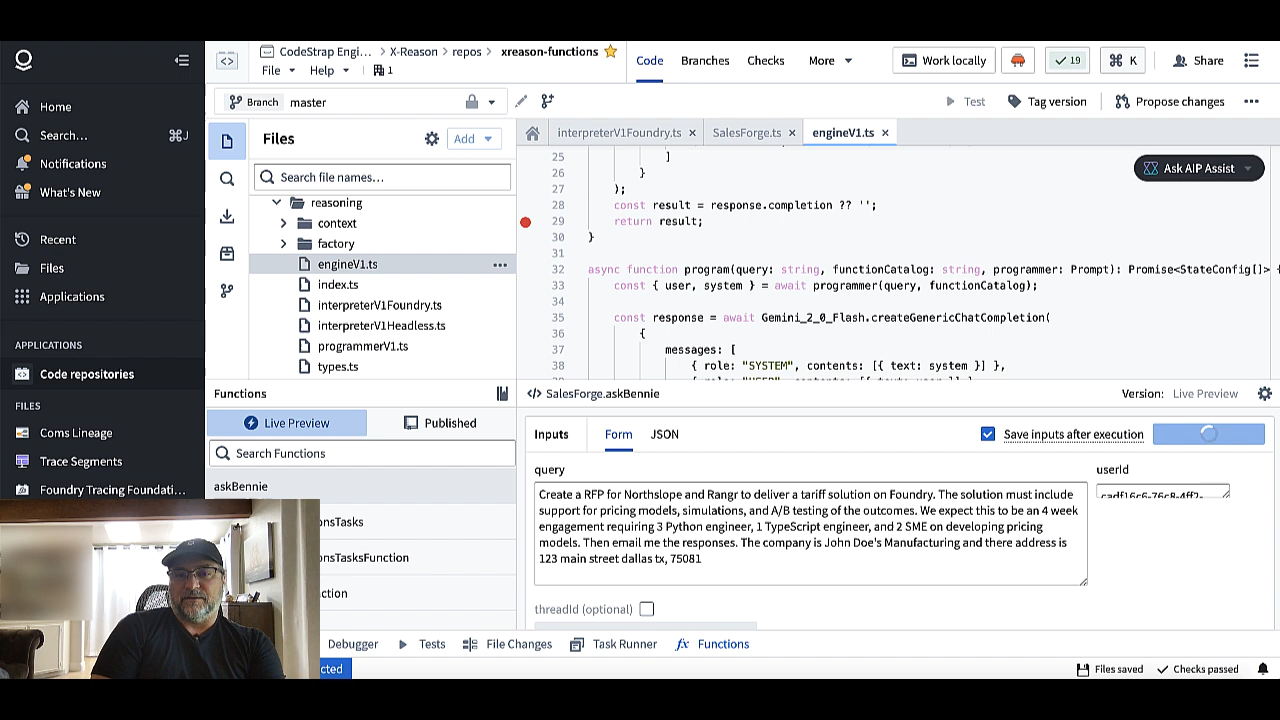 CodeStrap Engi... > X-Reason > repos > xreason-functions
File Help 1
Code Branches Checks More
Work locally
19
⌘ K
Share
Home
Search... ⌘J
Notifications
What's New
Recent
Files
Applications
APPLICATIONS
Code repositories
FILES
Coms Lineage
Trace Segments
Foundry Tracing Foundati...
Branch master
Test Tag version Propose changes
Files
Add
Search file names...
reasoning
context
factory
engineV1.ts
index.ts
interpreterV1Foundry.ts
interpreterV1Headless.ts
programmerV1.ts
types.ts
interpreterV1Foundry.ts SalesForge.ts engineV1.ts
Ask AIP Assist
25 ]
26 }
27 );
28 const result = response.completion ?? '';
29 return result;
30 }
31
32 async function program(query: string, functionCatalog: string, programmer: Prompt): Promise<StateConfig[]> {
33 const { user, system } = await programmer(query, functionCatalog);
34
35 const response = await Gemini_2_0_Flash.createGenericChatCompletion(
36 {
37 messages: [
38 { role: "SYSTEM", contents: [{ text: system }] },
Functions
Live Preview Published
Search Functions
askBennie
onsTasks
onsTasksFunction
ction
</> SalesForge.askBennie
Version: Live Preview
Inputs Form JSON
Save inputs after execution
query
Create a RFP for Northslope and Rangr to deliver a tariff solution on Foundry. The solution must include
support for pricing models, simulations, and A/B testing of the outcomes. We expect this to be an 4 week
engagement requiring 3 Python engineer, 1 TypeScript engineer, and 2 SME on developing pricing
models. Then email me the responses. The company is John Doe's Manufacturing and there address is
123 main street dallas tx, 75081
userId
threadId (optional)
Debugger Tests File Changes Task Runner fx Functions
cted
Files saved Checks passed